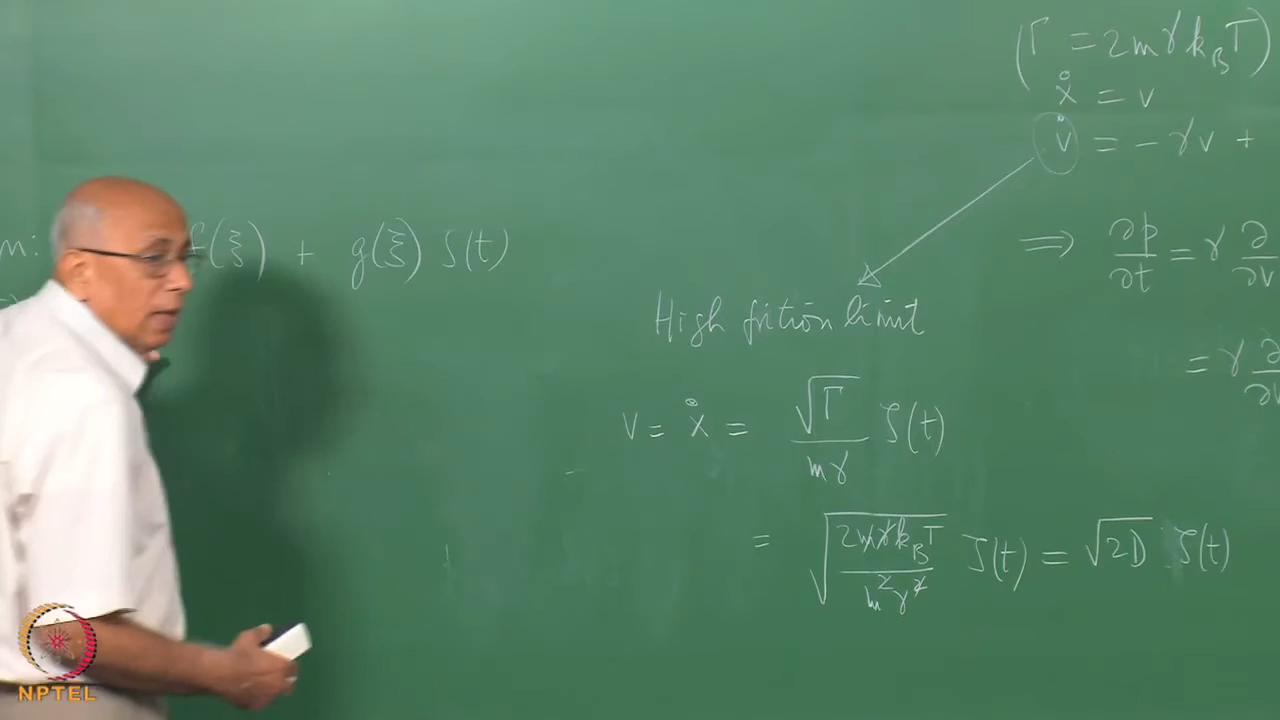 (Γ = 2mγk_BT)
ẋ = v
v̇ = − γv +
⟹ ∂p/∂t = γ ∂/∂v
= γ ∂/∂v
n: f(ξ) + g(ξ) ζ(t)
High friction limit
v = ẋ = √Γ/mγ ζ(t)
= √(2mγk_BT/m²γ²) ζ(t) = √2D ζ(t)
NPTEL